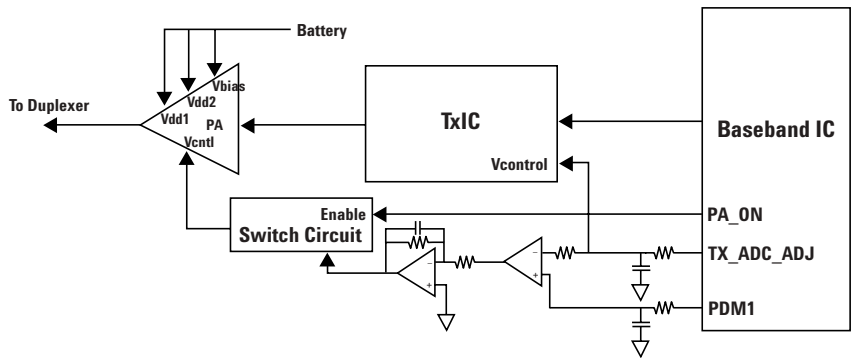 Battery
Vbias
Vdd2
Vdd1
To Duplexer
PA
Vcntl
TxIC
Vcontrol
Baseband IC
Enable
Switch Circuit
PA_ON
TX_ADC_ADJ
PDM1
−
+
−
+